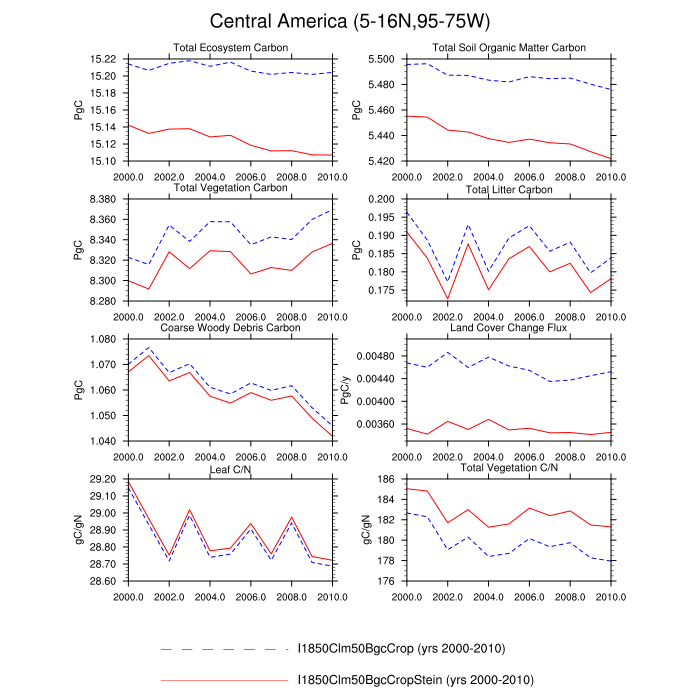 Central America (5-16N,95-75W)
Total Ecosystem Carbon
Total Soil Organic Matter Carbon
15.22
15.20
15.18
15.16
15.14
15.12
15.10
PgC
2000.0 2002.0 2004.0 2006.0 2008.0 2010.0
5.500
5.480
5.460
5.440
5.420
PgC
2000.0 2002.0 2004.0 2006.0 2008.0 2010.0
Total Vegetation Carbon
Total Litter Carbon
8.380
8.360
8.340
8.320
8.300
8.280
PgC
2000.0 2002.0 2004.0 2006.0 2008.0 2010.0
0.200
0.195
0.190
0.185
0.180
0.175
PgC
2000.0 2002.0 2004.0 2006.0 2008.0 2010.0
Coarse Woody Debris Carbon
Land Cover Change Flux
1.080
1.070
1.060
1.050
1.040
PgC
2000.0 2002.0 2004.0 2006.0 2008.0 2010.0
0.00480
0.00440
0.00400
0.00360
PgC/y
2000.0 2002.0 2004.0 2006.0 2008.0 2010.0
Leaf C/N
Total Vegetation C/N
29.20
29.10
29.00
28.90
28.80
28.70
28.60
gC/gN
2000.0 2002.0 2004.0 2006.0 2008.0 2010.0
186
184
182
180
178
176
gC/gN
2000.0 2002.0 2004.0 2006.0 2008.0 2010.0
I1850Clm50BgcCrop (yrs 2000-2010)
I1850Clm50BgcCropStein (yrs 2000-2010)